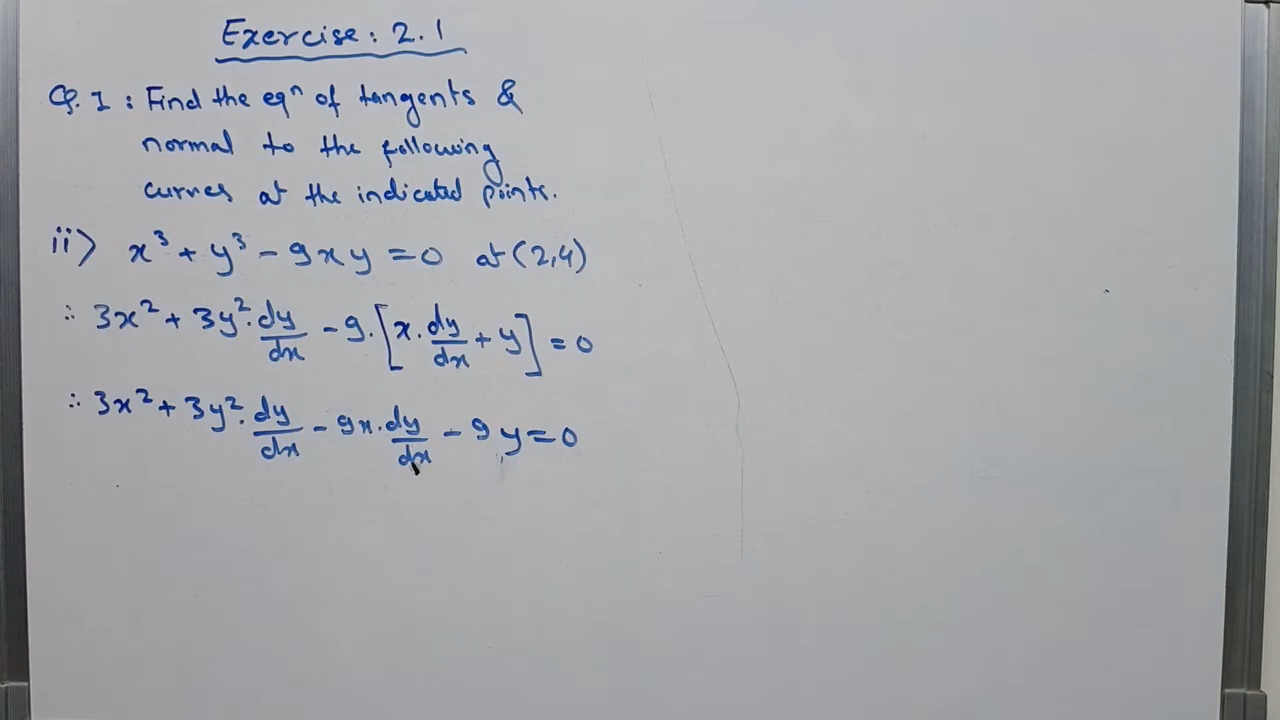 Exercise: 2.1
Q.1: Find the eqⁿ of tangents &
normal to the following
curves at the indicated points.
ii) x³ + y³ - 9xy = 0 at (2,4)
∴ 3x² + 3y².dy/dx - 9.[x.dy/dx + y] = 0
∴ 3x² + 3y².dy/dx - 9x.dy/dx - 9y = 0